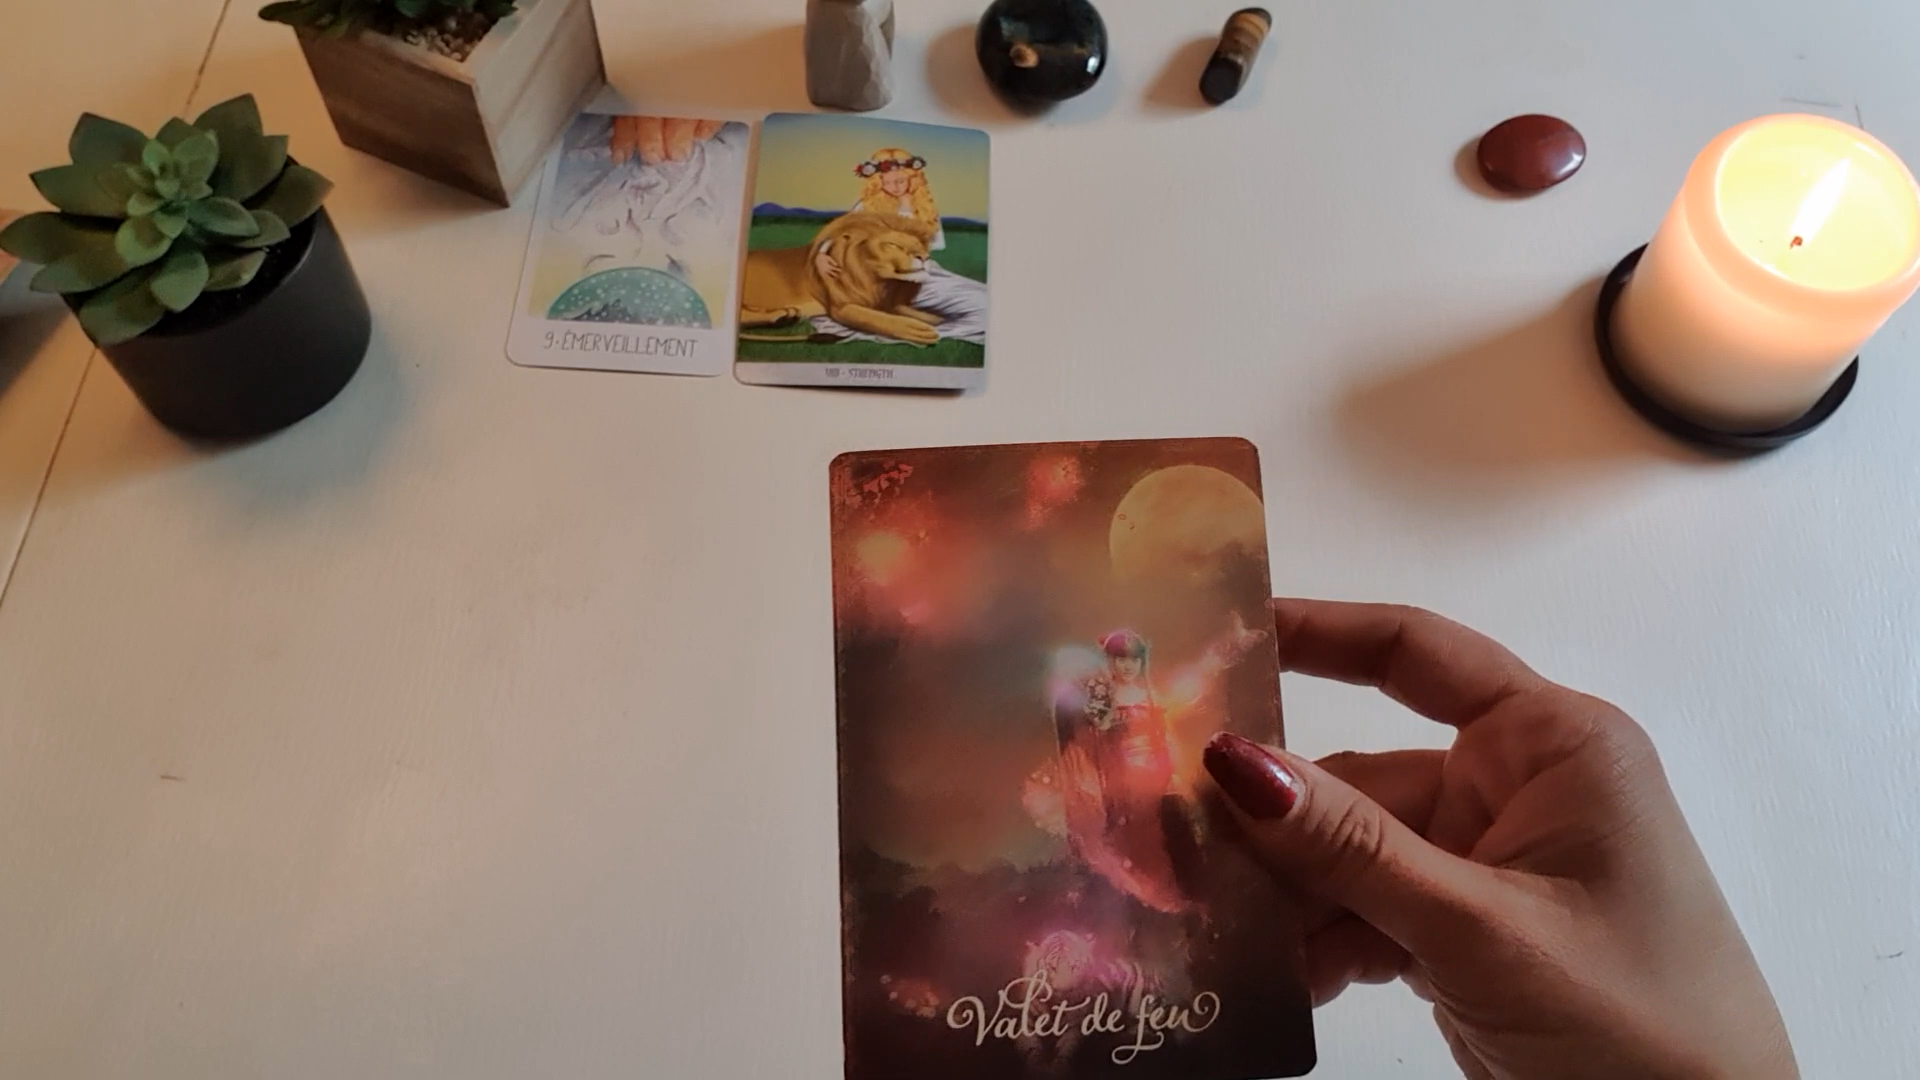 9. ÉMERVEILLEMENT
VIII - STRENGTH
Valet de feu